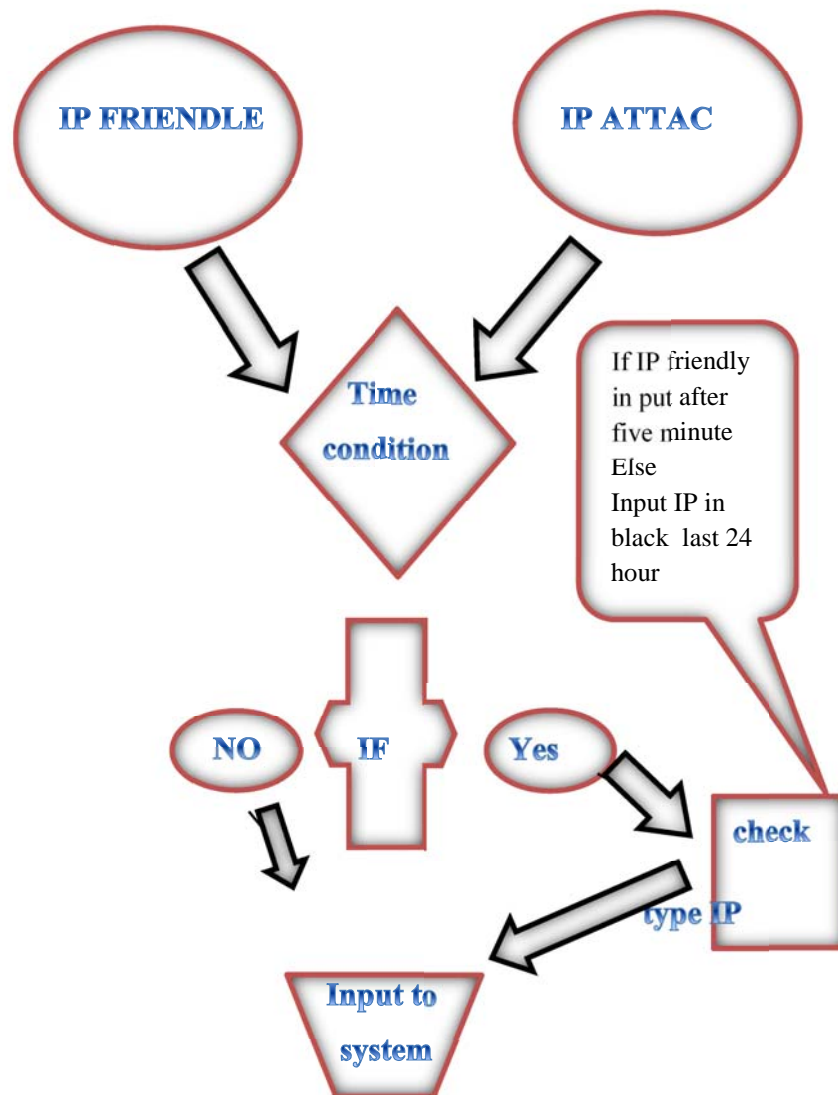 IP FRIENDLE
IP ATTAC
Time
condition
If IP friendly
in put after
five minute
Else
Input IP in
black last 24
hour
NO
IF
Yes
check
type IP
Input to
system